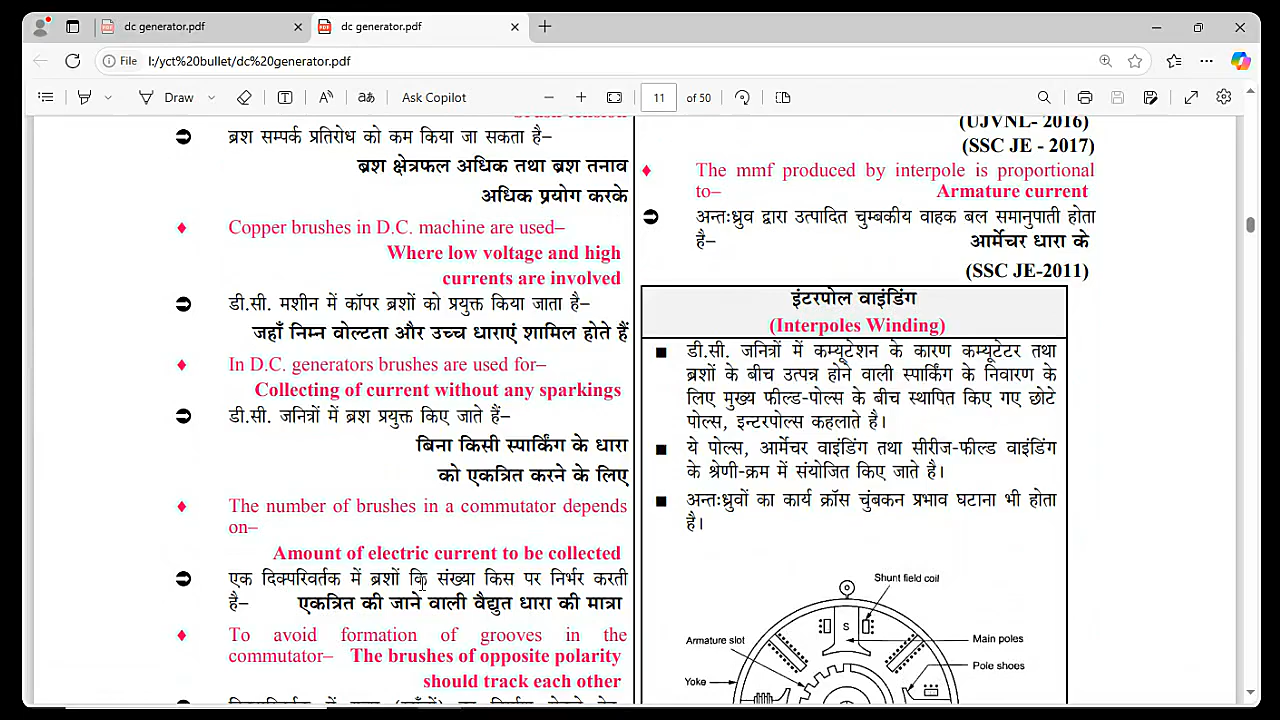 dc generator.pdf
dc generator.pdf
File
I:/yct%20bullet/dc%20generator.pdf
Draw
Ask Copilot
11
of 50
ब्रश सम्पर्क प्रतिरोध को कम किया जा सकता है–
ब्रश क्षेत्रफल अधिक तथा ब्रश तनाव
अधिक प्रयोग करके
Copper brushes in D.C. machine are used–
Where low voltage and high
currents are involved
डी.सी. मशीन में कॉपर ब्रशों को प्रयुक्त किया जाता है–
जहाँ निम्न वोल्टता और उच्च धाराएं शामिल होते हैं
In D.C. generators brushes are used for–
Collecting of current without any sparkings
डी.सी. जनित्रों में ब्रश प्रयुक्त किए जाते हैं–
बिना किसी स्पार्किंग के धारा
को एकत्रित करने के लिए
The number of brushes in a commutator depends
on–
Amount of electric current to be collected
एक दिक्परिवर्तक में ब्रशों कि संख्या किस पर निर्भर करती
है– एकत्रित की जाने वाली वैद्युत धारा की मात्रा
To avoid formation of grooves in the
commutator– The brushes of opposite polarity
should track each other
(UJVNL- 2016)
(SSC JE - 2017)
The mmf produced by interpole is proportional
to– Armature current
अन्तःध्रुव द्वारा उत्पादित चुम्बकीय वाहक बल समानुपाती होता
है– आर्मेचर धारा के
(SSC JE-2011)
इंटरपोल वाइंडिंग
(Interpoles Winding)
डी.सी. जनित्रों में कम्यूटेशन के कारण कम्यूटेटर तथा
ब्रशों के बीच उत्पन्न होने वाली स्पार्किंग के निवारण के
लिए मुख्य फील्ड-पोल्स के बीच स्थापित किए गए छोटे
पोल्स, इन्टरपोल्स कहलाते है।
ये पोल्स, आर्मेचर वाइंडिंग तथा सीरीज-फील्ड वाइंडिंग
के श्रेणी-क्रम में संयोजित किए जाते है।
अन्तःध्रुवों का कार्य क्रॉस चुंबकन प्रभाव घटाना भी होता
है।
Shunt field coil
S
Armature slot
Main poles
Pole shoes
Yoke